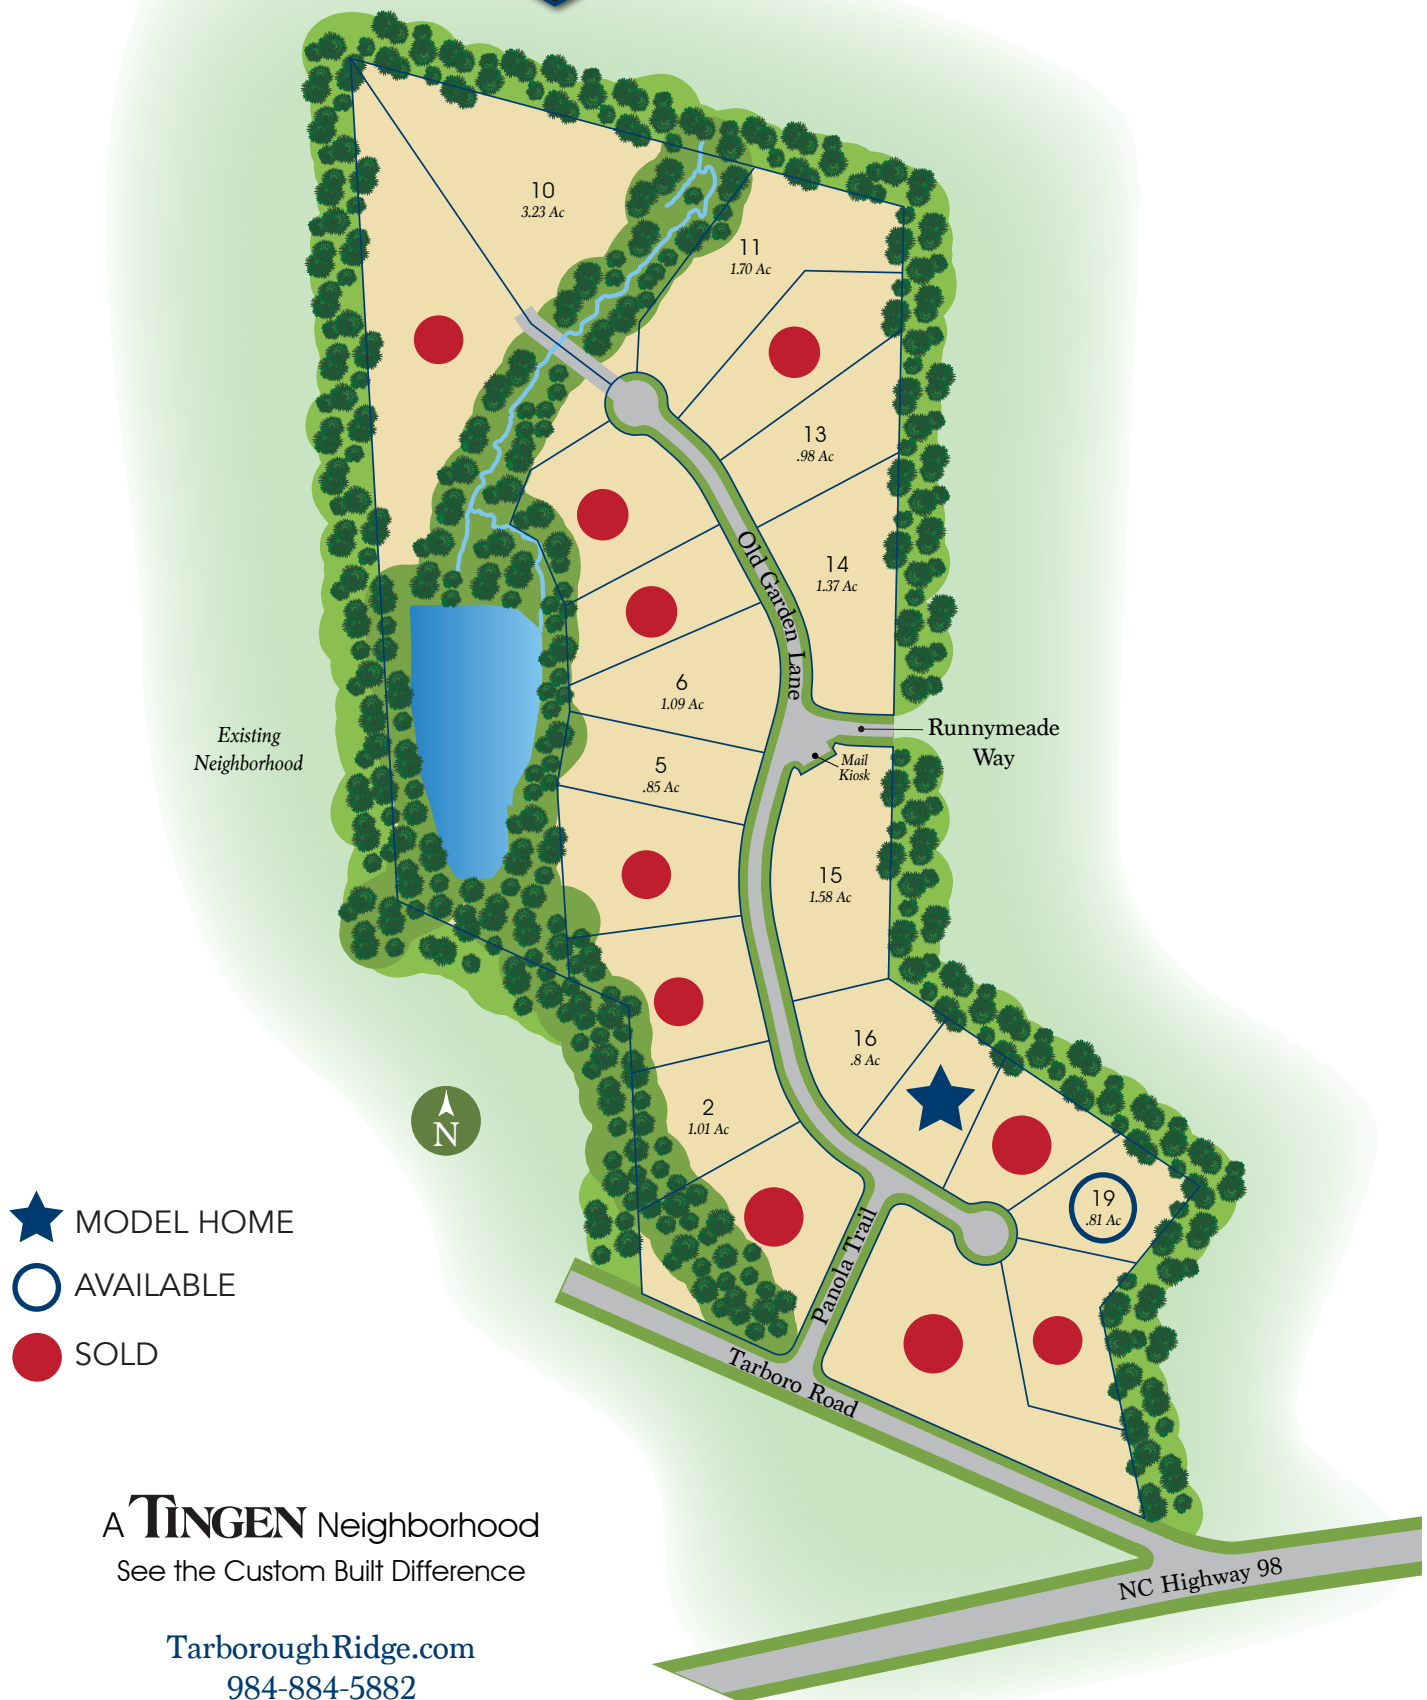 10
3.23 Ac
11
1.70 Ac
13
.98 Ac
14
1.37 Ac
Old Garden Lane
6
1.09 Ac
Runnymeade
Way
Existing
Neighborhood
Mail
Kiosk
5
.85 Ac
15
1.58 Ac
16
.8 Ac
2
1.01 Ac
N
19
.81 Ac
MODEL HOME
AVAILABLE
SOLD
Panola Trail
Tarboro Road
NC Highway 98
A TINGEN Neighborhood
See the Custom Built Difference
TarboroughRidge.com
984-884-5882